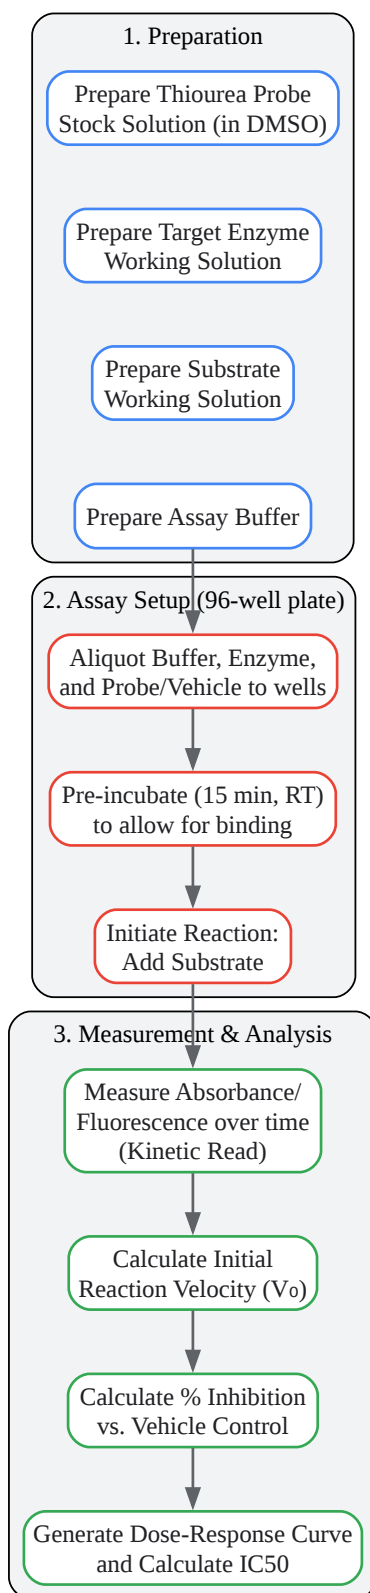 1. Preparation
Prepare Thiourea Probe
Stock Solution (in DMSO)
Prepare Target Enzyme
Working Solution
Prepare Substrate
Working Solution
Prepare Assay Buffer
2. Assay Setup (96-well plate)
Aliquot Buffer, Enzyme,
and Probe/Vehicle to wells
Pre-incubate (15 min, RT)
to allow for binding
Initiate Reaction:
Add Substrate
3. Measurement & Analysis
Measure Absorbance/
Fluorescence over time
(Kinetic Read)
Calculate Initial
Reaction Velocity (V₀)
Calculate % Inhibition
vs. Vehicle Control
Generate Dose-Response Curve
and Calculate IC50